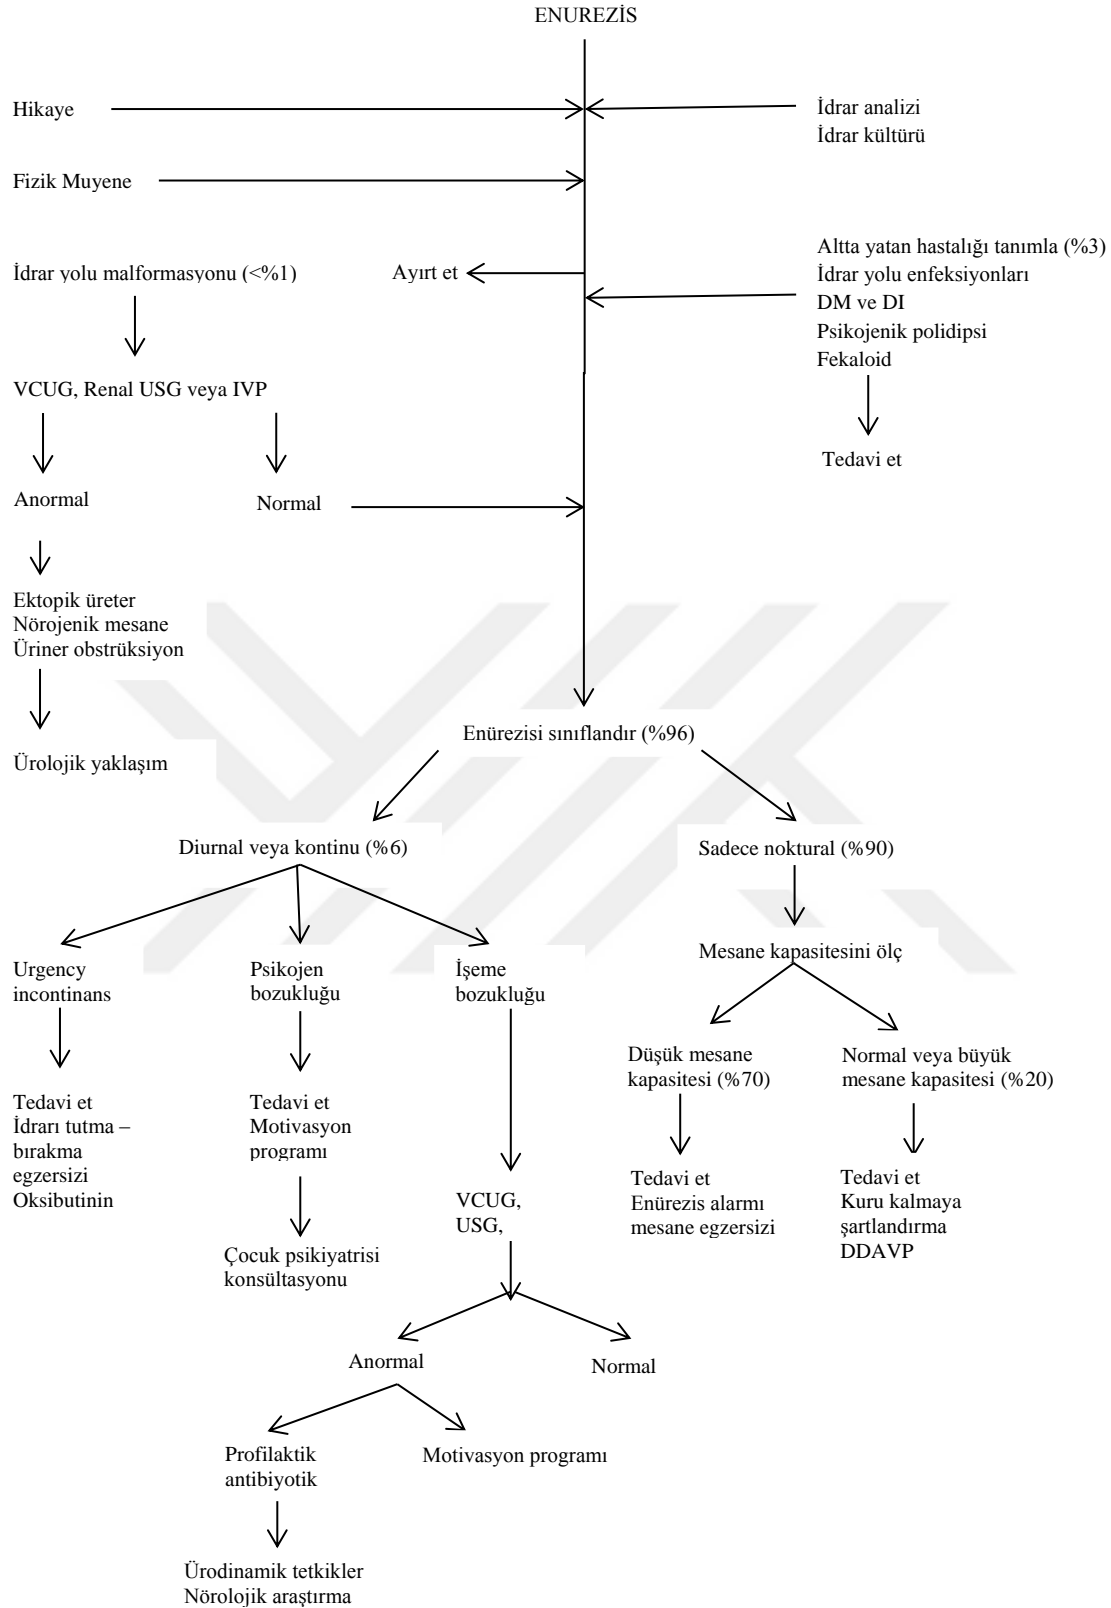 ENUREZİS
Hikaye
İdrar analizi
İdrar kültürü
Fizik Muyene
Altta yatan hastalığı tanımla (%3)
İdrar yolu enfeksiyonları
DM ve DI
Psikojenik polidipsi
Fekaloid
İdrar yolu malformasyonu (<%1)
Ayırt et
VCUG, Renal USG veya IVP
Tedavi et
Anormal
Normal
Ektopik üreter
Nörojenik mesane
Üriner obstrüksiyon
Ürolojik yaklaşım
Enürezisi sınıflandır (%96)
Diurnal veya kontinu (%6)
Sadece noktural (%90)
Urgency
incontinans
Psikojen
bozukluğu
İşeme
bozukluğu
Mesane kapasitesini ölç
Düşük mesane
kapasitesi (%70)
Normal veya büyük
mesane kapasitesi (%20)
Tedavi et
İdrarı tutma –
bırakma
egzersizi
Oksibutinin
Tedavi et
Motivasyon
programı
Çocuk psikiyatrisi
konsültasyonu
VCUG,
USG,
Tedavi et
Enürezis alarmı
mesane egzersizi
Tedavi et
Kuru kalmaya
şartlandırma
DDAVP
Anormal
Normal
Profilaktik
antibiyotik
Motivasyon programı
Ürodinamik tetkikler
Nörolojik araştırma